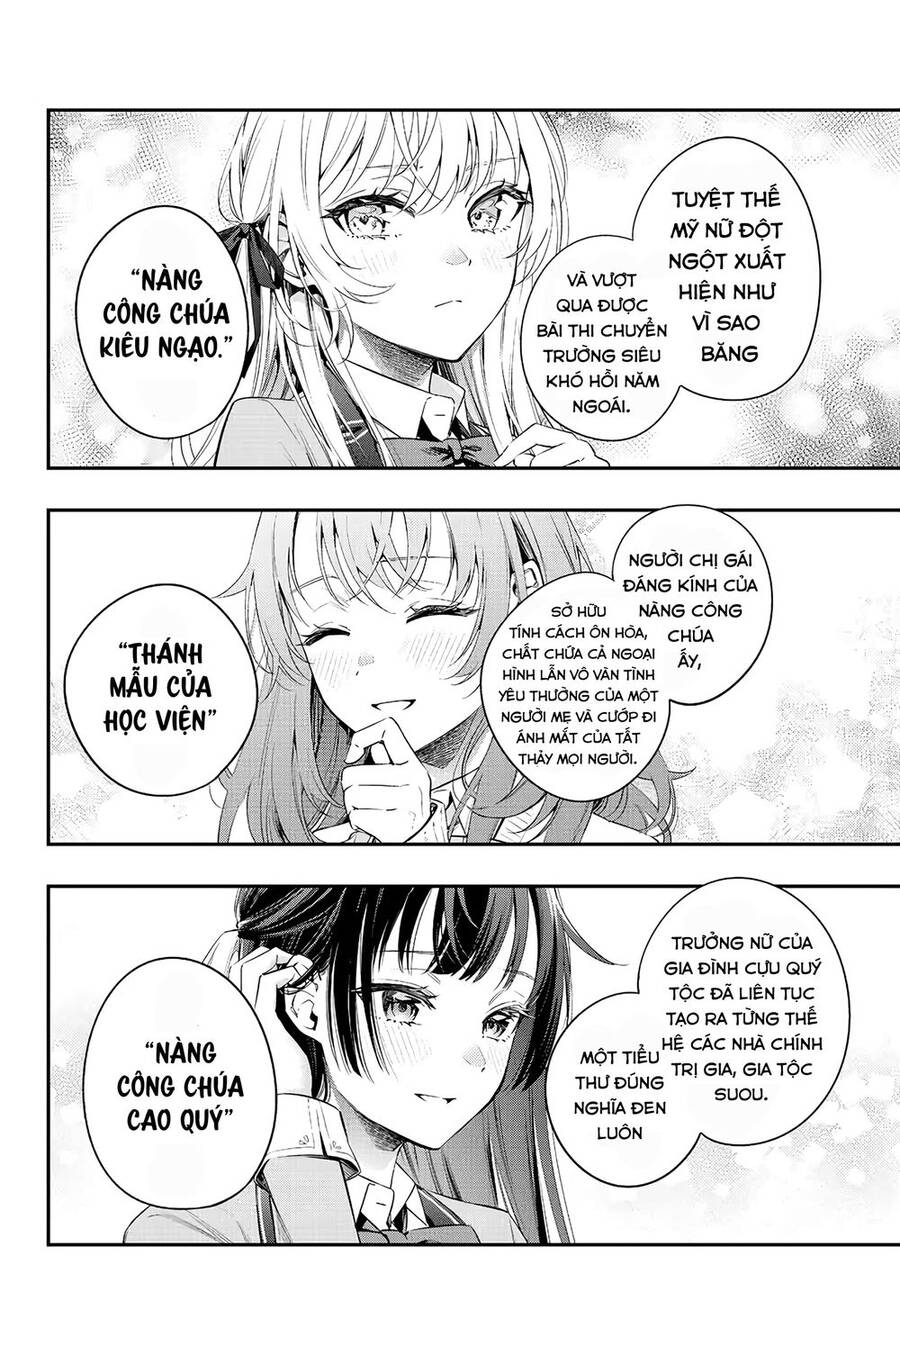 TUYỆT THẾ
MỸ NỮ ĐỘT
NGỘT XUẤT
HIỆN NHƯ
VÌ SAO
BĂNG
VÀ VƯỢT
QUA ĐƯỢC
BÀI THI CHUYỂN
TRƯỜNG SIÊU
KHÓ HỒI NĂM
NGOÁI.
“NÀNG
CÔNG CHÚA
KIÊU NGẠO.”
NGƯỜI CHỊ GÁI
ĐÁNG KÍNH CỦA
NÀNG CÔNG
CHÚA
ẤY,
SỞ HỮU
TÍNH CÁCH ÔN HÒA,
CHẤT CHỨA CẢ NGOẠI
HÌNH LẪN VÔ VÀN TÌNH
YÊU THƯỜNG CỦA MỘT
NGƯỜI MẸ VÀ CƯỚP ĐI
ÁNH MẮT CỦA TẤT
THẢY MỌI NGƯỜI.
“THÁNH
MẪU CỦA
HỌC VIỆN”
TRƯỞNG NỮ CỦA
GIA ĐÌNH CỰU QUÝ
TỘC ĐÃ LIÊN TỤC
TẠO RA TỪNG THẾ
HỆ CÁC NHÀ CHÍNH
TRỊ GIA, GIA TỘC
SUOU.
MỘT TIỂU
THƯ ĐÚNG
NGHĨA ĐEN
LUÔN
“NÀNG
CÔNG CHÚA
CAO QUÝ”